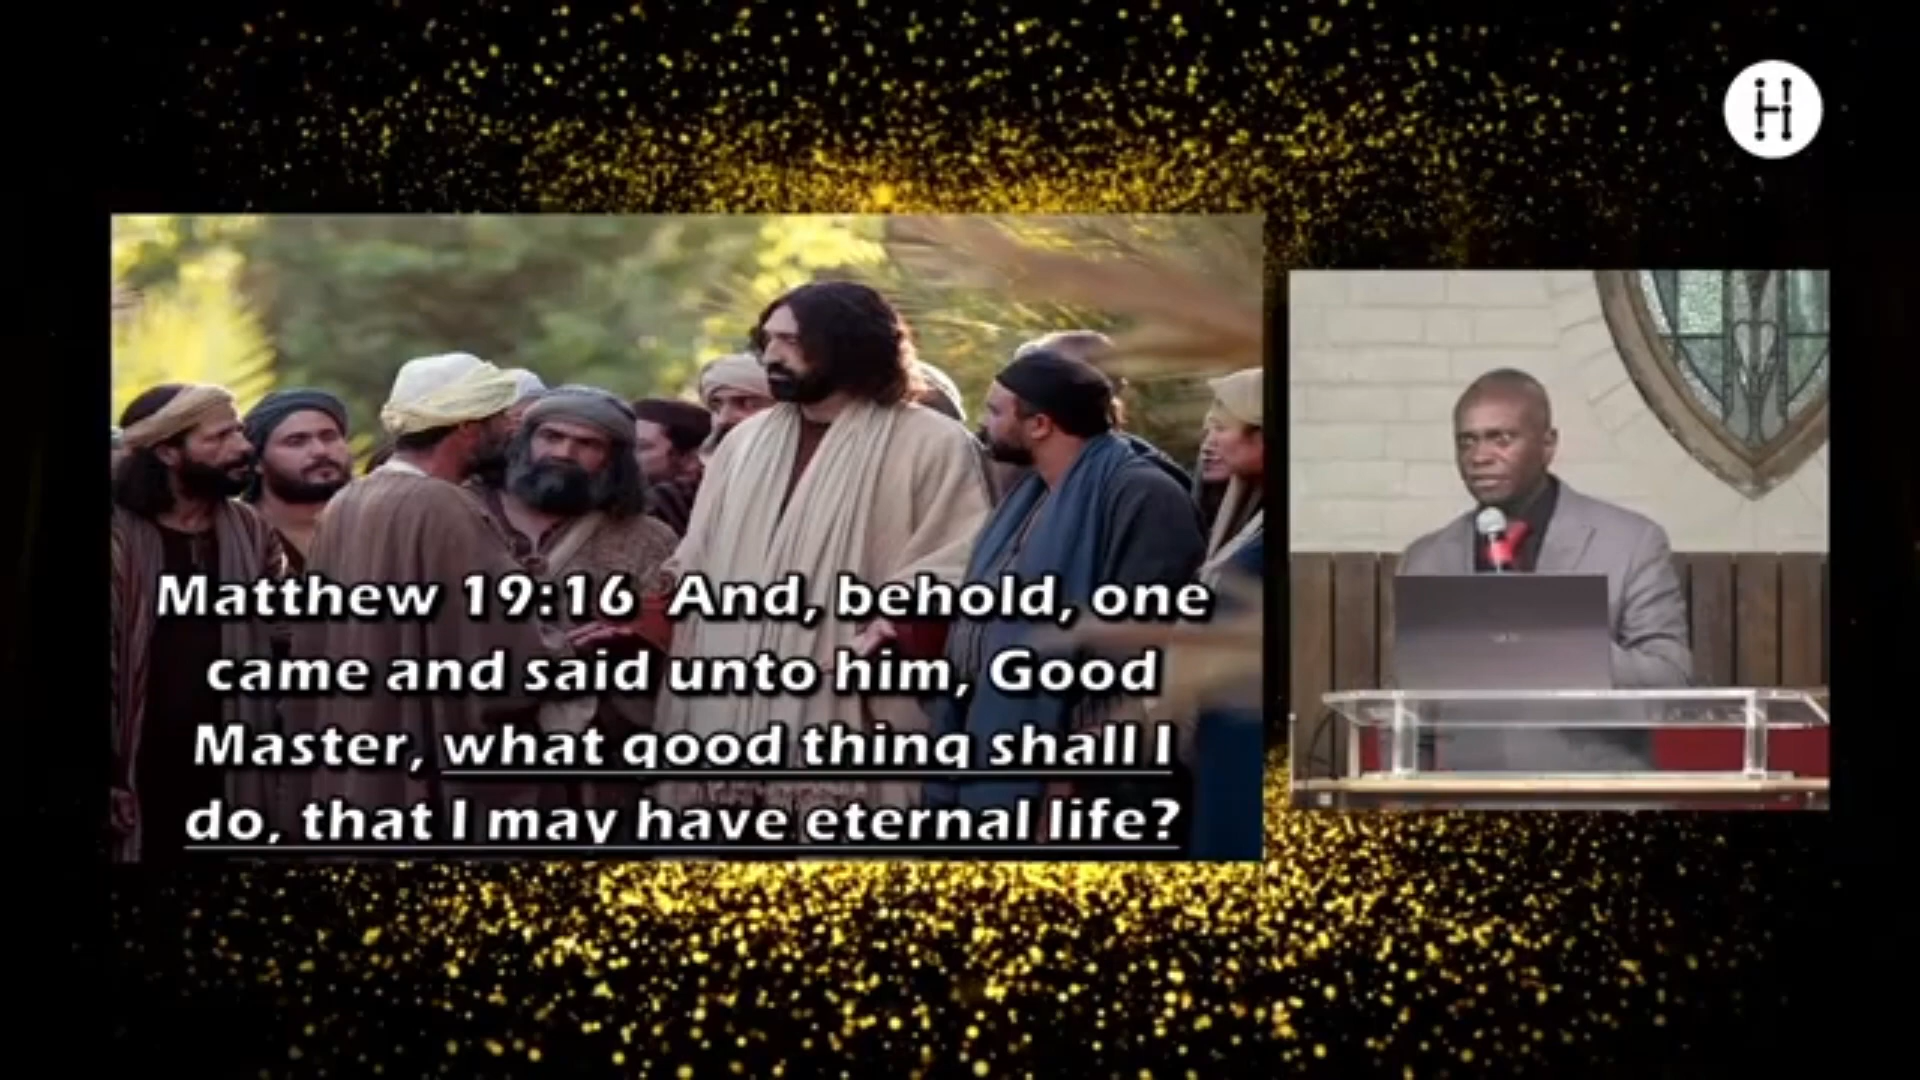 Matthew 19:16 And, behold, one
came and said unto him, Good
Master, what good thing shall I
do, that I may have eternal life?
H